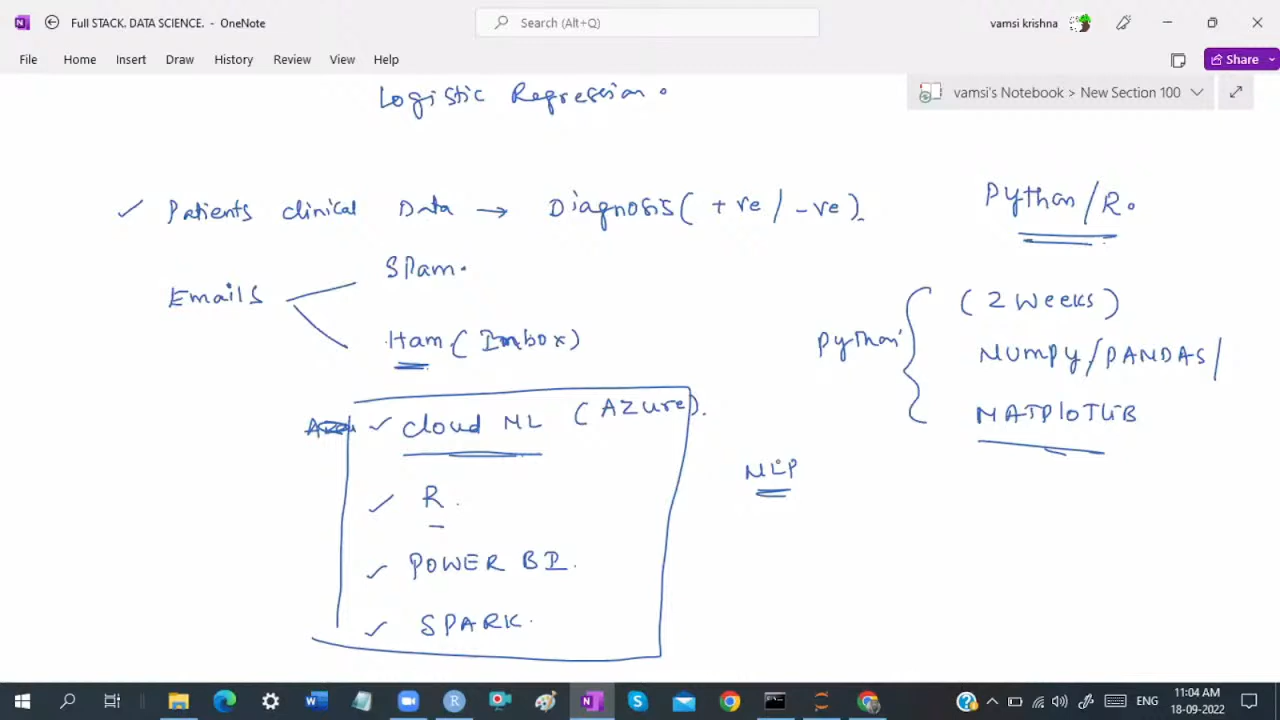 Full STACK. DATA SCIENCE. - OneNote
Search (Alt+Q)
vamsi krishna
File Home Insert Draw History Review View Help
Share
vamsi's Notebook > New Section 100
Logistic Regression.
✓ Patients clinical Data → Diagnosis (+ve / -ve).
Python/R.
Emails
Spam.
Ham (Inbox)
Python
(2 weeks)
NUMPY/PANDAS/
MATPLOTLIB
✓ cloud ML (AZure).
✓ R.
✓ POWER BI.
✓ SPARK.
NLP
ENG
11:04 AM
18-09-2022